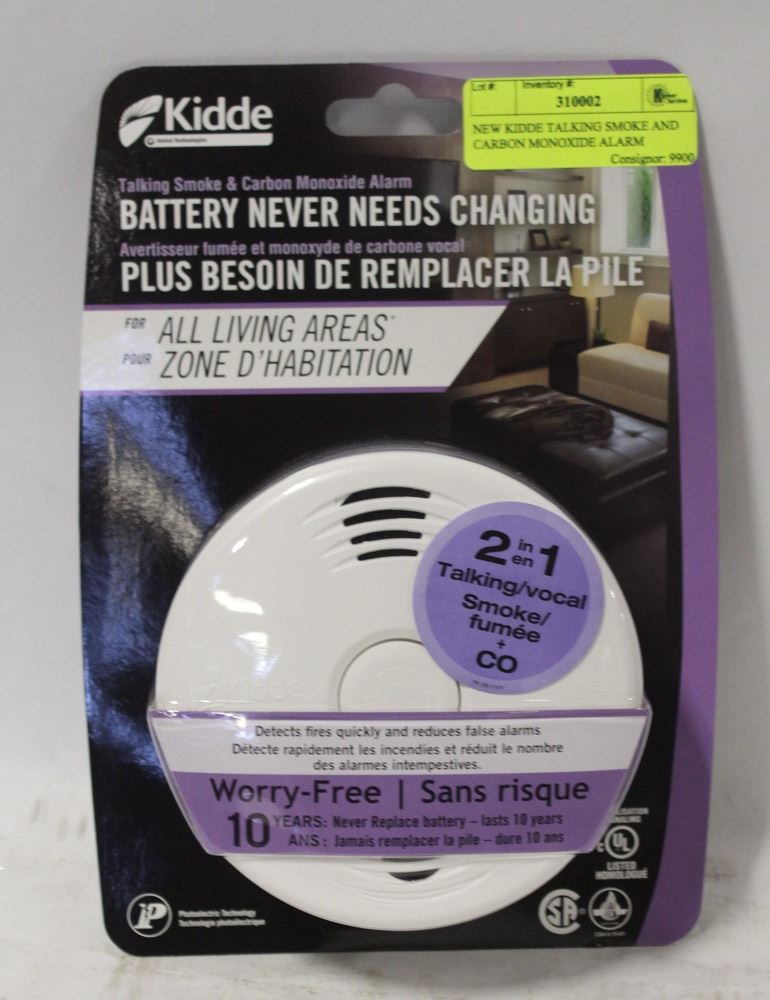 Kidde
Lot #: Inventory #:
310002
NEW KIDDE TALKING SMOKE AND
CARBON MONOXIDE ALARM
Consignor: 9900
Talking Smoke & Carbon Monoxide Alarm
BATTERY NEVER NEEDS CHANGING
Avertisseur fumée et monoxyde de carbone vocal
PLUS BESOIN DE REMPLACER LA PILE
FOR ALL LIVING AREAS*
POUR ZONE D'HABITATION
2 in en 1
Talking/vocal
Smoke/
fumée
+
CO
Kidde
Detects fires quickly and reduces false alarms
Détecte rapidement les incendies et réduit le nombre
des alarmes intempestives.
Worry-Free | Sans risque
10 YEARS: Never Replace battery – lasts 10 years
ANS: Jamais remplacer la pile – dure 10 ans
UL
LISTED
HOMOLOGUÉ
iP
Photoelectric Technology
Technologie photoélectrique
SA